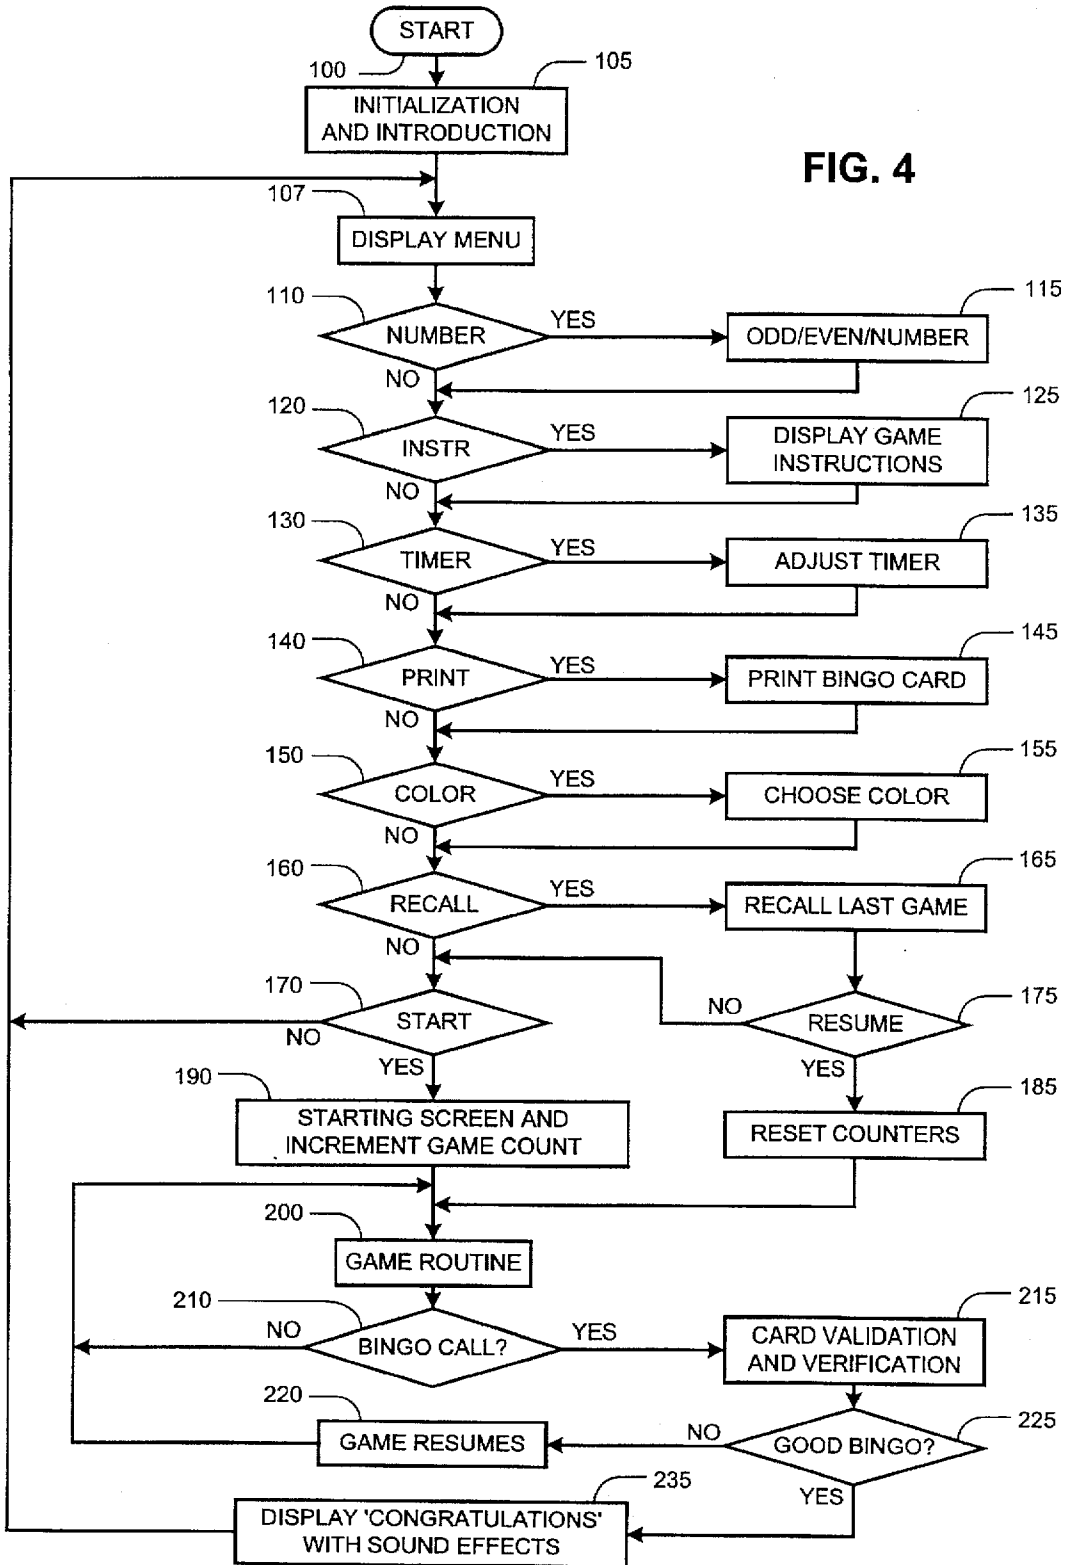 START
100
105
INITIALIZATION
AND INTRODUCTION
FIG. 4
107
DISPLAY MENU
110
NUMBER
YES
115
ODD/EVEN/NUMBER
NO
120
INSTR
YES
125
DISPLAY GAME
INSTRUCTIONS
NO
130
TIMER
YES
135
ADJUST TIMER
NO
140
PRINT
YES
145
PRINT BINGO CARD
NO
150
COLOR
YES
155
CHOOSE COLOR
NO
160
RECALL
YES
165
RECALL LAST GAME
NO
170
START
NO
YES
NO
RESUME
175
YES
190
STARTING SCREEN AND
INCREMENT GAME COUNT
185
RESET COUNTERS
200
GAME ROUTINE
210
NO
BINGO CALL?
YES
215
CARD VALIDATION
AND VERIFICATION
220
GAME RESUMES
NO
GOOD BINGO?
225
YES
235
DISPLAY 'CONGRATULATIONS'
WITH SOUND EFFECTS